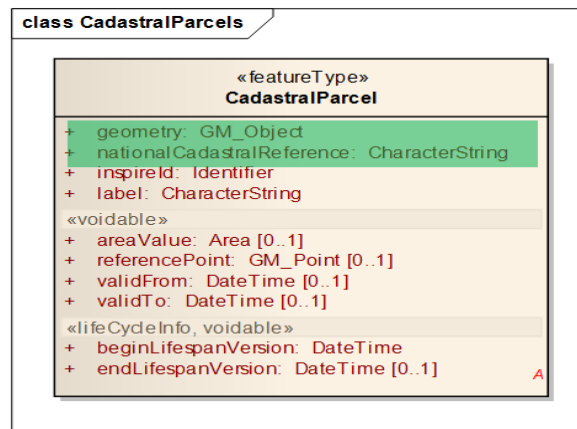 class CadastralParcels
«featureType»
CadastralParcel
+ geometry: GM_Object
+ nationalCadastralReference: CharacterString
+ inspireId: Identifier
+ label: CharacterString
«voidable»
+ areaValue: Area [0..1]
+ referencePoint: GM_Point [0..1]
+ validFrom: DateTime [0..1]
+ validTo: DateTime [0..1]
«lifeCycleInfo, voidable»
+ beginLifespanVersion: DateTime
+ endLifespanVersion: DateTime [0..1]
A